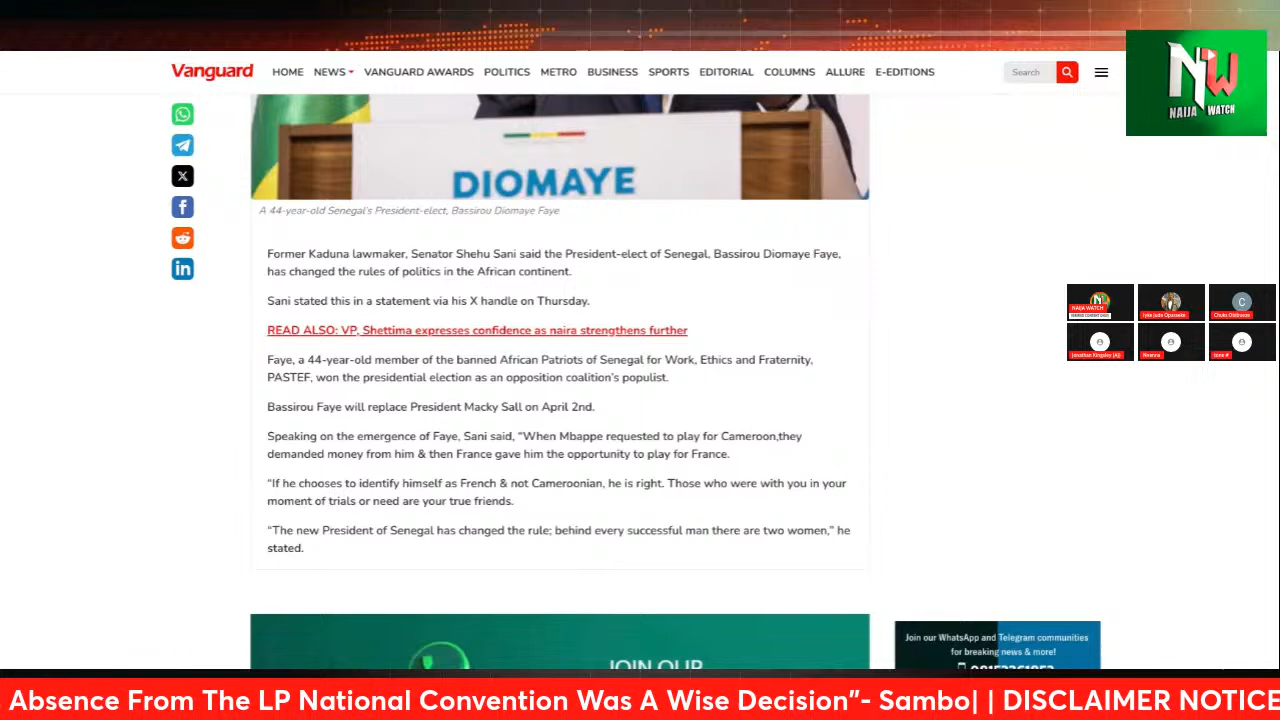 Vanguard
HOME NEWS VANGUARD AWARDS POLITICS METRO BUSINESS SPORTS EDITORIAL COLUMNS ALLURE E-EDITIONS
Search
NW
NAIJA WATCH
DIOMAYE
A 44-year-old Senegal's President-elect, Bassirou Diomaye Faye
Former Kaduna lawmaker, Senator Shehu Sani said the President-elect of Senegal, Bassirou Diomaye Faye,
has changed the rules of politics in the African continent.
Sani stated this in a statement via his X handle on Thursday.
READ ALSO: VP, Shettima expresses confidence as naira strengthens further
Faye, a 44-year-old member of the banned African Patriots of Senegal for Work, Ethics and Fraternity,
PASTEF, won the presidential election as an opposition coalition's populist.
Bassirou Faye will replace President Macky Sall on April 2nd.
Speaking on the emergence of Faye, Sani said, "When Mbappe requested to play for Cameroon,they
demanded money from him & then France gave him the opportunity to play for France.
"If he chooses to identify himself as French & not Cameroonian, he is right. Those who were with you in your
moment of trials or need are your true friends.
"The new President of Senegal has changed the rule; behind every successful man there are two women," he
stated.
NAIJA WATCH
C
Nnenna
JOIN OUR
Join our WhatsApp and Telegram communities
for breaking news & more!
Absence From The LP National Convention Was A Wise Decision"- Sambo| | DISCLAIMER NOTICE